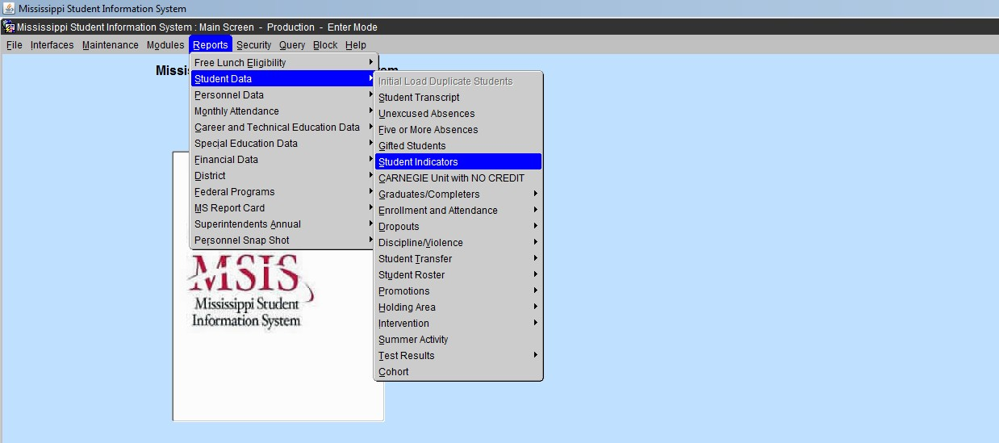 Mississippi Student Information System
Mississippi Student Information System : Main Screen - Production - Enter Mode
File Interfaces Maintenance Modules Reports Security Query Block Help
Free Lunch Eligibility
Student Data
Personnel Data
Monthly Attendance
Career and Technical Education Data
Special Education Data
Financial Data
District
Federal Programs
MS Report Card
Superintendents Annual
Personnel Snap Shot
Initial Load Duplicate Students
Student Transcript
Unexcused Absences
Five or More Absences
Gifted Students
Student Indicators
CARNEGIE Unit with NO CREDIT
Graduates/Completers
Enrollment and Attendance
Dropouts
Discipline/Violence
Student Transfer
Student Roster
Promotions
Holding Area
Intervention
Summer Activity
Test Results
Cohort
MSIS
Mississippi Student
Information System